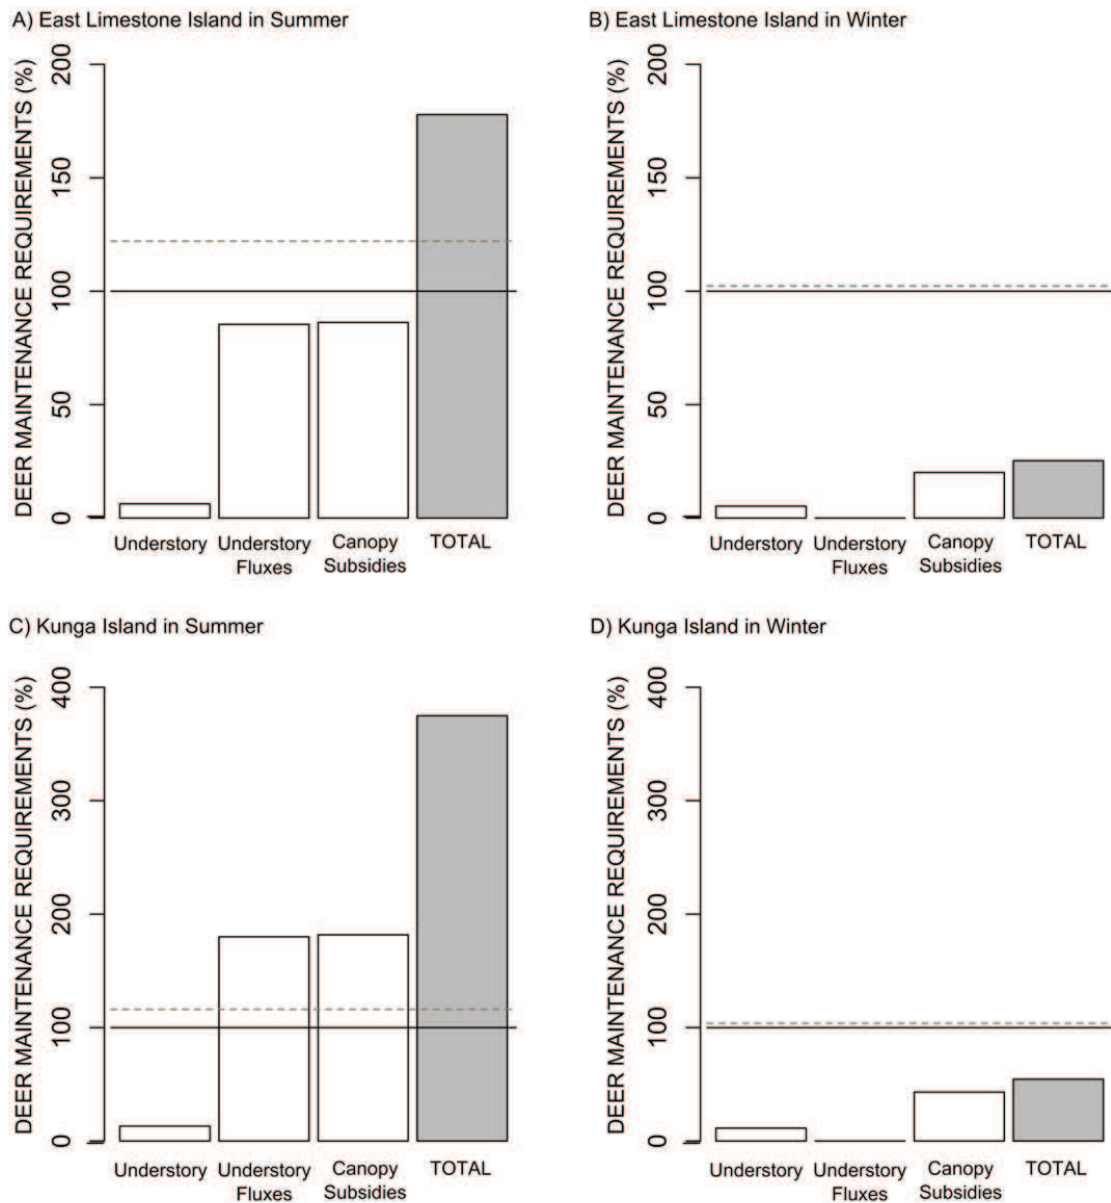 A) East Limestone Island in Summer
DEER MAINTENANCE REQUIREMENTS (%)
200
150
100
50
0
Understory
Understory
Fluxes
Canopy
Subsidies
TOTAL
B) East Limestone Island in Winter
DEER MAINTENANCE REQUIREMENTS (%)
200
150
100
50
0
Understory
Understory
Fluxes
Canopy
Subsidies
TOTAL
C) Kunga Island in Summer
DEER MAINTENANCE REQUIREMENTS (%)
400
300
200
100
0
Understory
Understory
Fluxes
Canopy
Subsidies
TOTAL
D) Kunga Island in Winter
DEER MAINTENANCE REQUIREMENTS (%)
400
300
200
100
0
Understory
Understory
Fluxes
Canopy
Subsidies
TOTAL